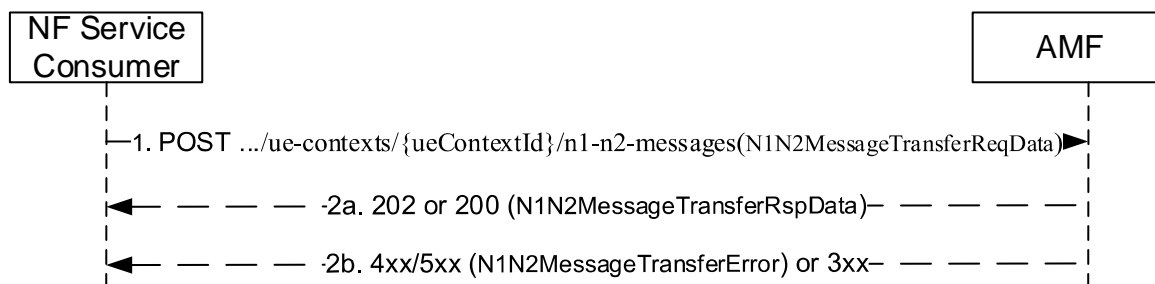 NF Service
Consumer
AMF
1. POST .../ue-contexts/{ueContextId}/n1-n2-messages(N1N2MessageTransferReqData)
2a. 202 or 200 (N1N2MessageTransferRspData)
2b. 4xx/5xx (N1N2MessageTransferError) or 3xx